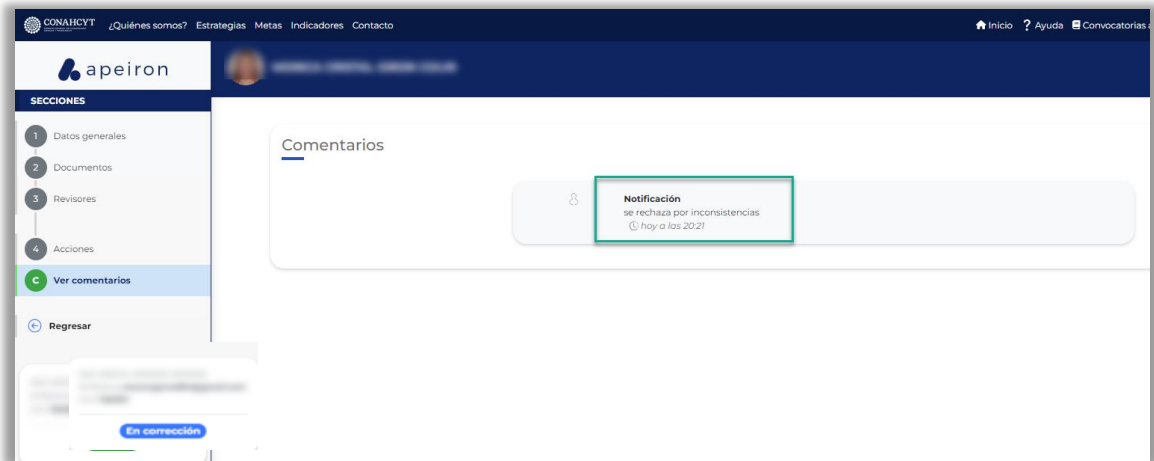 CONAHCYT ¿Quiénes somos? Estrategias Metas Indicadores Contacto Inicio ? Ayuda Convocatorias
apeiron
SECCIONES
1 Datos generales
2 Documentos
3 Revisores
4 Acciones
C Ver comentarios
Regresar
En corrección
Comentarios
Notificación
se rechaza por inconsistencias
hoy a las 20:21